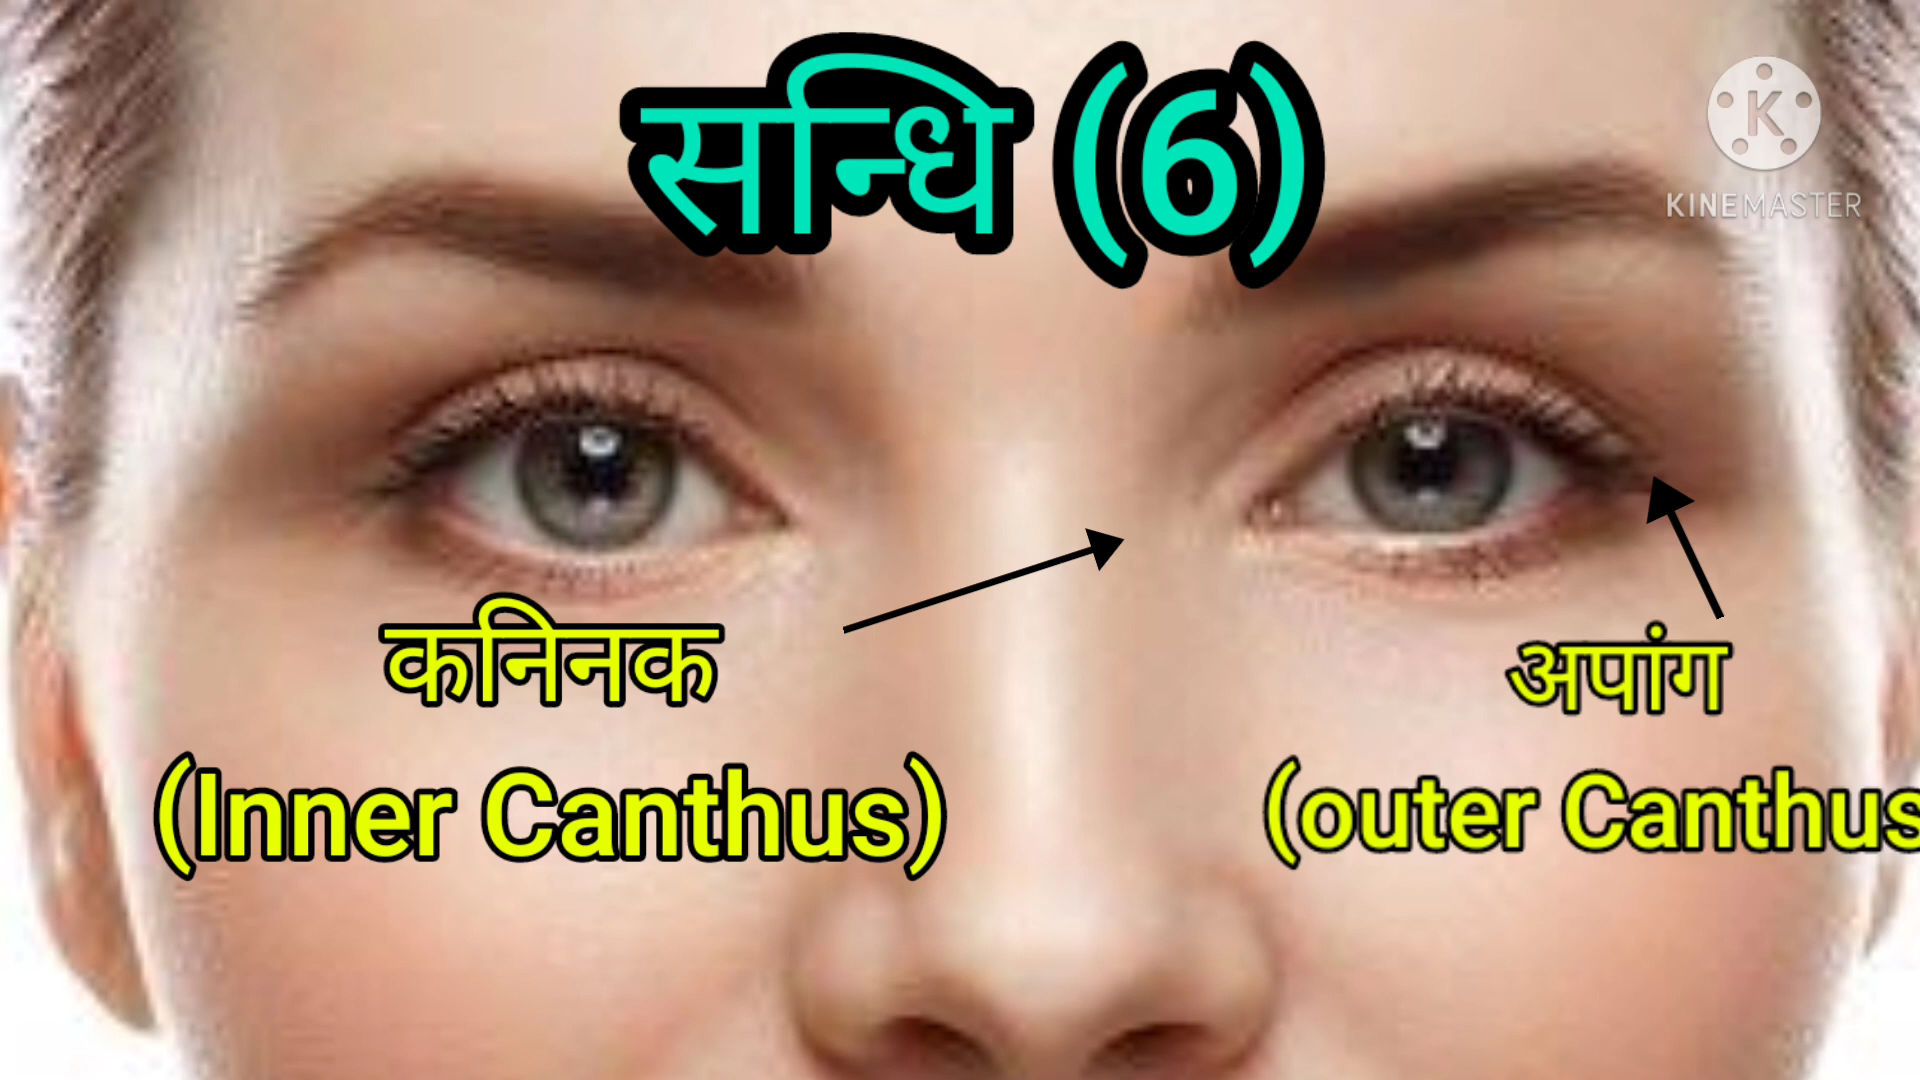 सन्धि (6)
KINEMASTER
कनिनक
(Inner Canthus)
अपांग
(outer Canthus